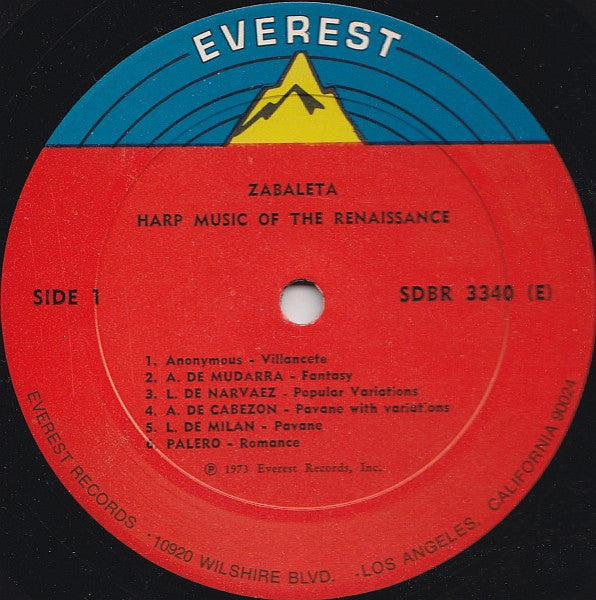 EVEREST
ZABALETA
HARP MUSIC OF THE RENAISSANCE
SIDE 1
SDBR 3340 (E)
1. Anonymous - Villancete
2. A. DE MUDARRA - Fantasy
3. L. DE NARVAEZ - Popular Variations
4. A. DE CABEZON - Pavane with variations
5. L. DE MILAN - Pavane
6. PALERO - Romance
℗ 1973 Everest Records, Inc.
EVEREST RECORDS · 10920 WILSHIRE BLVD. · LOS ANGELES, CALIFORNIA 90024